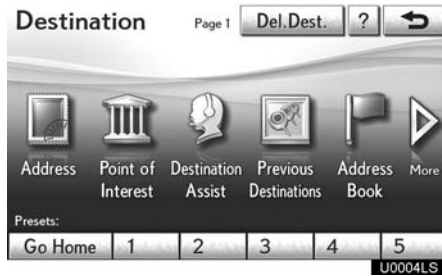 Destination Page 1 Del.Dest. ?
Address Point of Interest Destination Assist Previous Destinations Address Book More
Presets:
Go Home 1 2 3 4 5
U0004LS